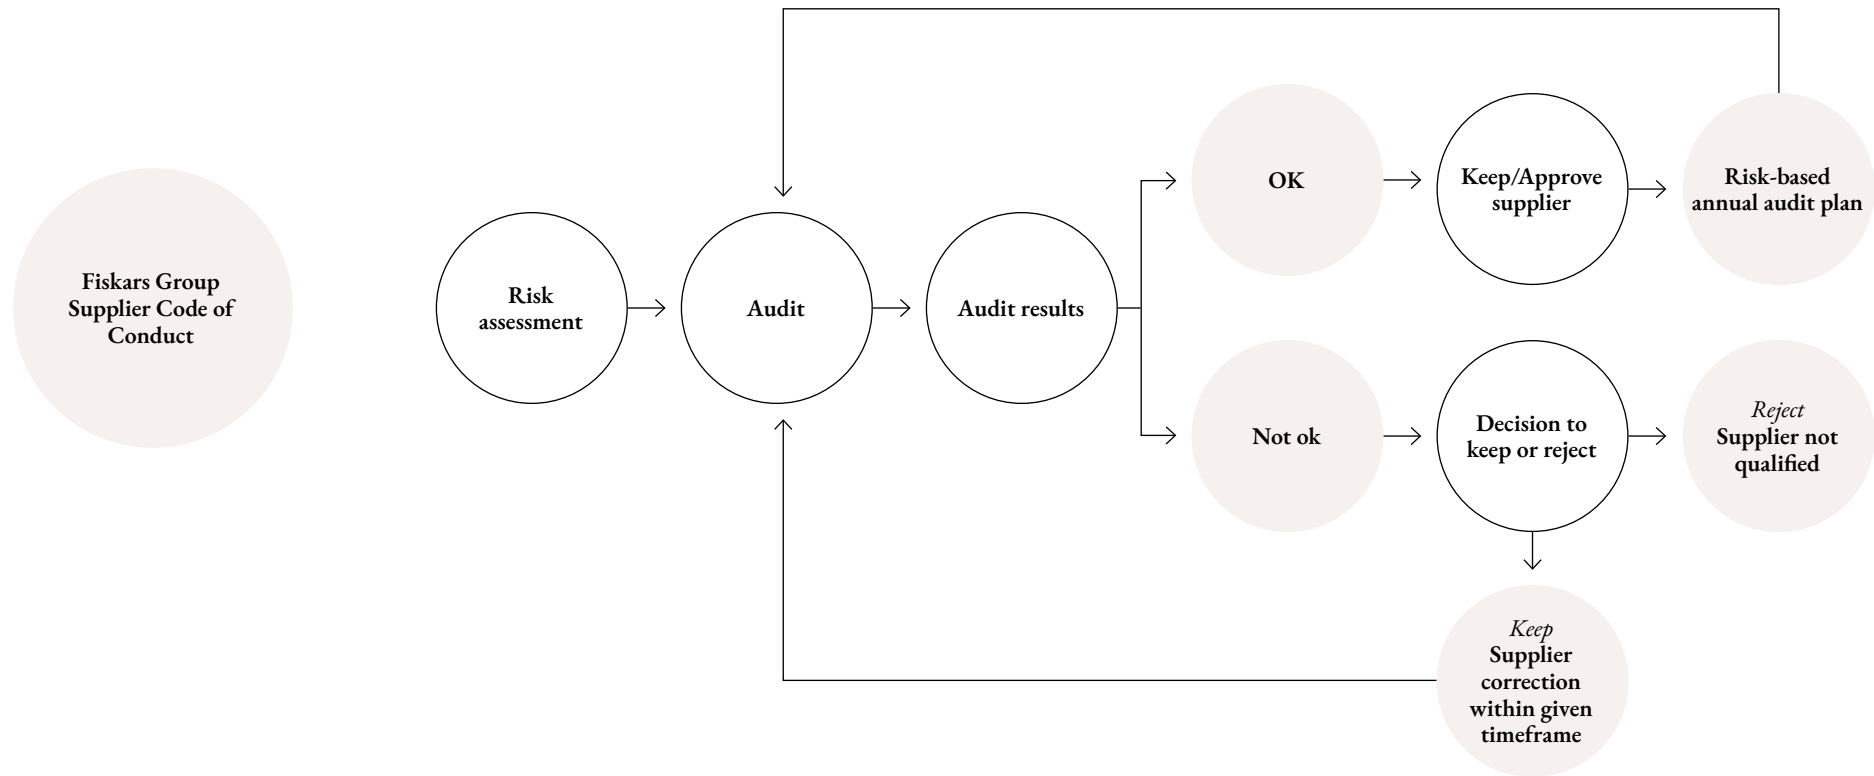 Fiskars Group
Supplier Code of
Conduct
Risk
assessment
Audit
Audit results
OK
Keep/Approve
supplier
Risk-based
annual audit plan
Not ok
Decision to
keep or reject
Reject
Supplier not
qualified
Keep
Supplier
correction
within given
timeframe